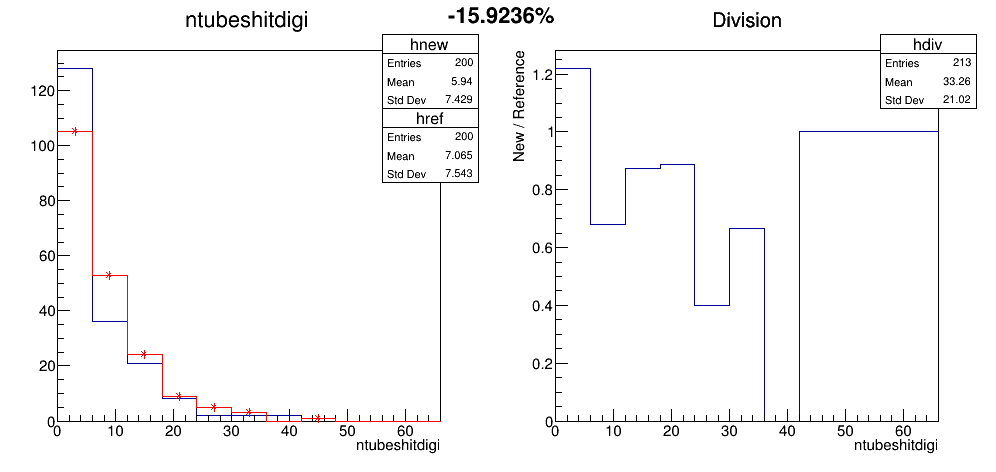 -15.9236%
ntubeshitdigi
hnew
Entries 200
Mean 5.94
Std Dev 7.429
href
Entries 200
Mean 7.065
Std Dev 7.543
120
100
80
60
40
20
0
0 10 20 30 40 50 60
ntubeshitdigi
Division
hdiv
Entries 213
Mean 33.26
Std Dev 21.02
New / Reference
1.2
1
0.8
0.6
0.4
0.2
0
0 10 20 30 40 50 60
ntubeshitdigi